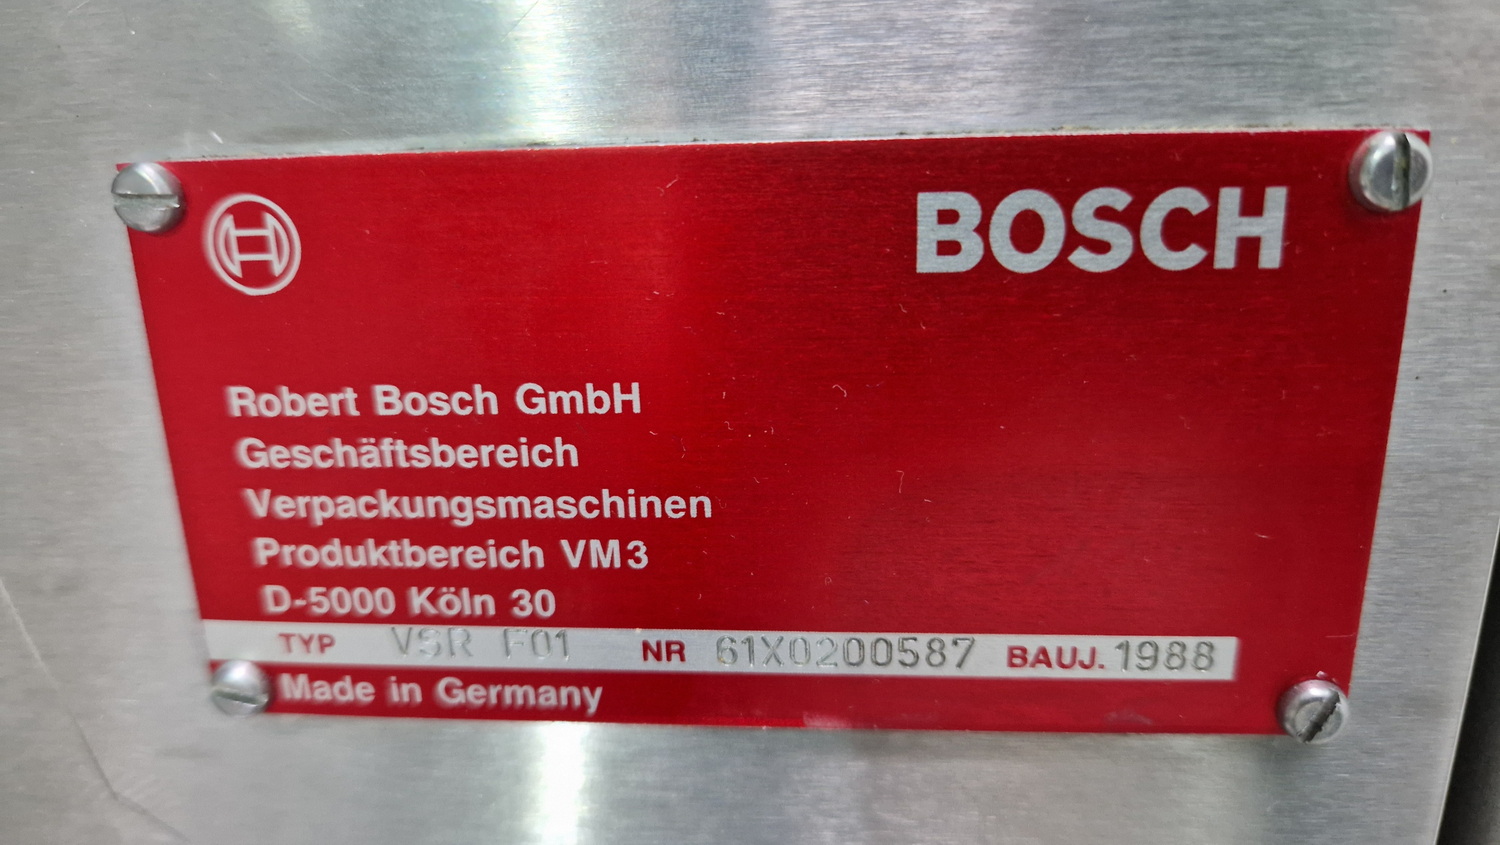 BOSCH
Robert Bosch GmbH
Geschäftsbereich
Verpackungsmaschinen
Produktbereich VM3
D-5000 Köln 30
TYP VSR F01 NR 61X0200587 BAUJ. 1988
Made in Germany